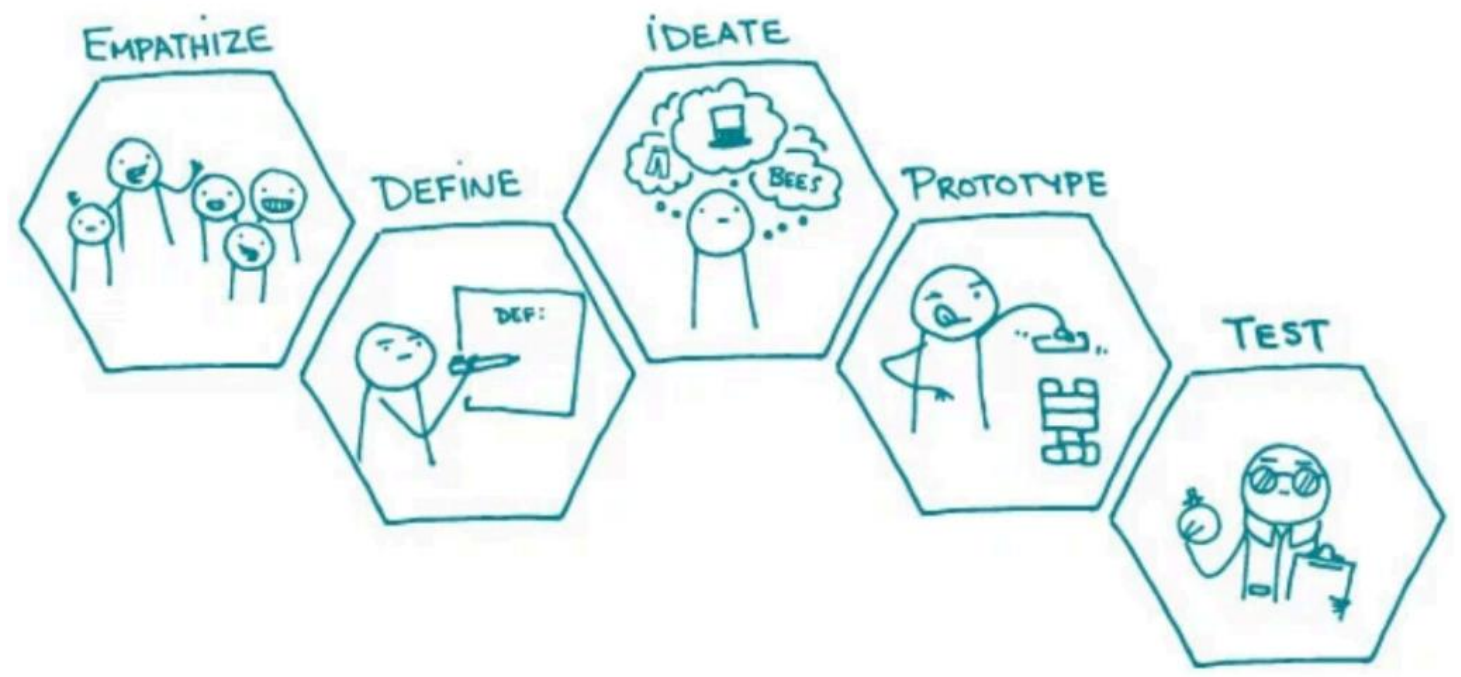 EMPATHIZE
DEFINE
DEF:
iDEATE
BEES
PROTOTYPE
TEST